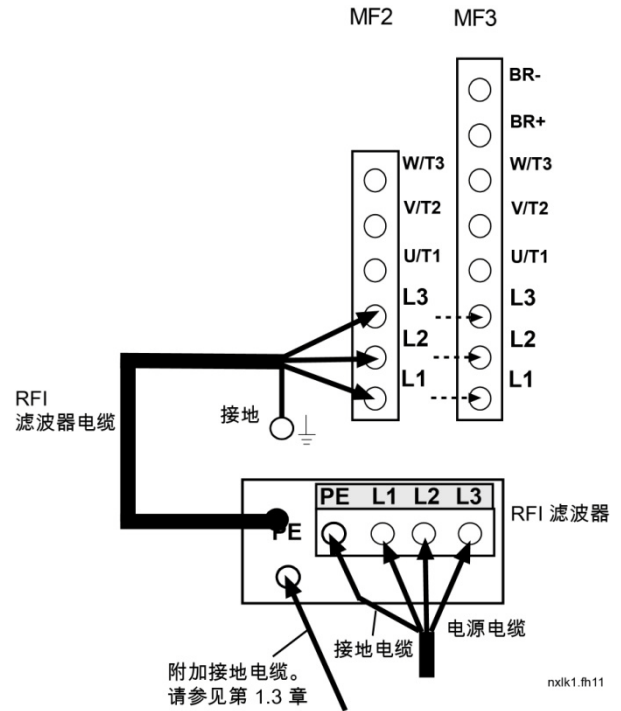 MF2 MF3
BR-
BR+
W/T3 W/T3
V/T2 V/T2
U/T1 U/T1
L3 L3
L2 L2
L1 L1
RFI
滤波器电缆
接地
PE L1 L2 L3
RFI 滤波器
PE
接地电缆
电源电缆
附加接地电缆。
请参见第 1.3 章
nxlk1.fh11